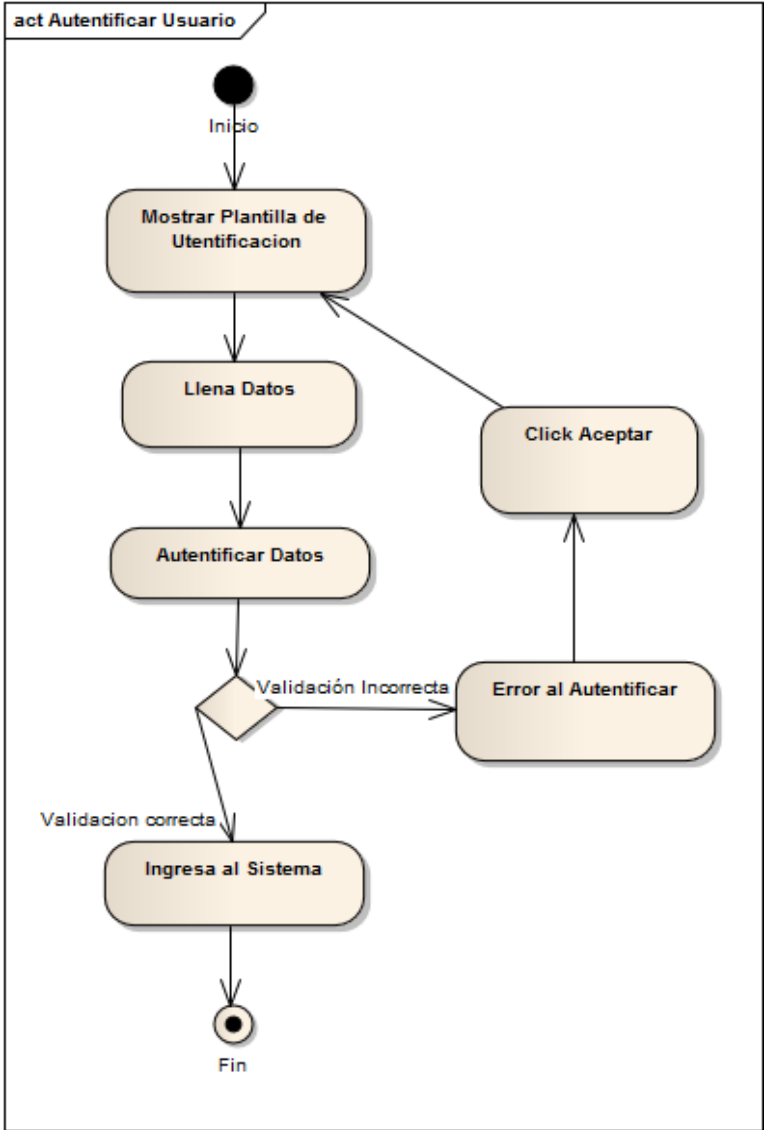 act Autentificar Usuario
Inicio
Mostrar Plantilla de
Utentificacion
Llena Datos
Click Aceptar
Autentificar Datos
Validación Incorrecta
Error al Autentificar
Validacion correcta
Ingresa al Sistema
Fin